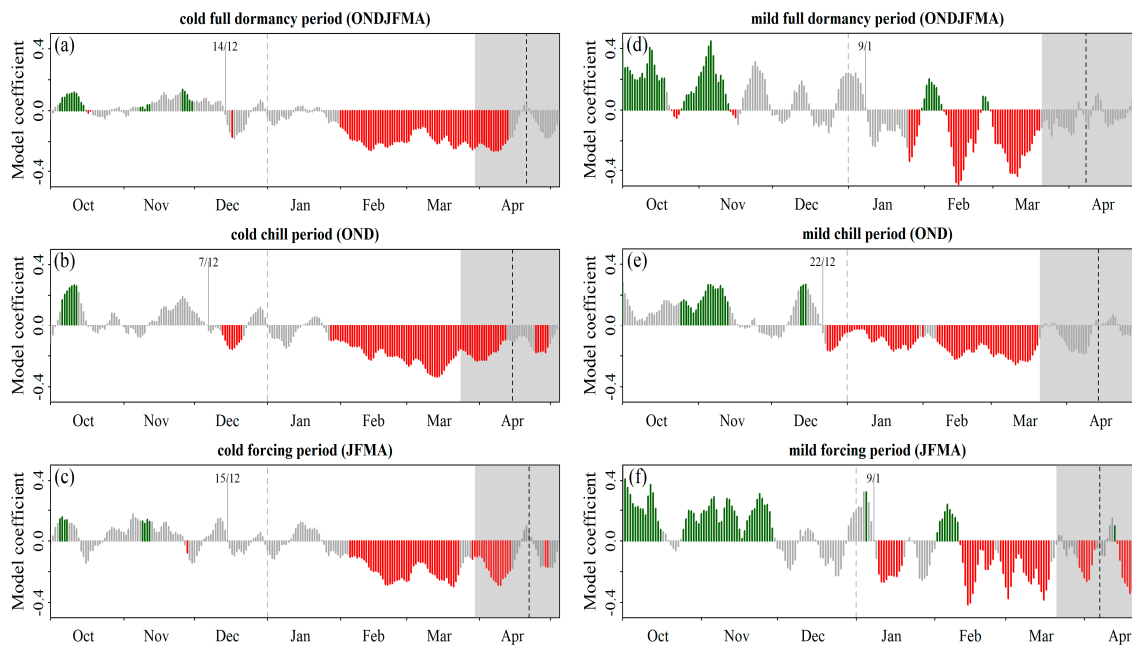 cold full dormancy period (ONDJFMA)
(a)
14/12
Model coefficient
0.4
0.0
-0.4
Oct Nov Dec Jan Feb Mar Apr
mild full dormancy period (ONDJFMA)
(d)
9/1
Model coefficient
0.4
0.0
-0.4
Oct Nov Dec Jan Feb Mar Apr
cold chill period (OND)
(b)
7/12
Model coefficient
0.4
0.0
-0.4
Oct Nov Dec Jan Feb Mar Apr
mild chill period (OND)
(e)
22/12
Model coefficient
0.4
0.0
-0.4
Oct Nov Dec Jan Feb Mar Apr
cold forcing period (JFMA)
(c)
15/12
Model coefficient
0.4
0.0
-0.4
Oct Nov Dec Jan Feb Mar Apr
mild forcing period (JFMA)
(f)
9/1
Model coefficient
0.4
0.0
-0.4
Oct Nov Dec Jan Feb Mar Apr